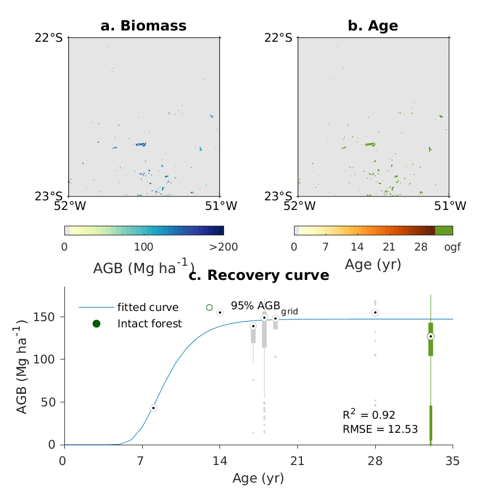 a. Biomass
b. Age
22°S
22°S
23°S
23°S
52°W
51°W
52°W
51°W
0
100
>200
0
7
14
21
28
ogf
AGB (Mg ha⁻¹)
Age (yr)
c. Recovery curve
fitted curve
95% AGB_grid
Intact forest
150
100
50
0
AGB (Mg ha⁻¹)
R² = 0.92
RMSE = 12.53
0
7
14
21
28
35
Age (yr)